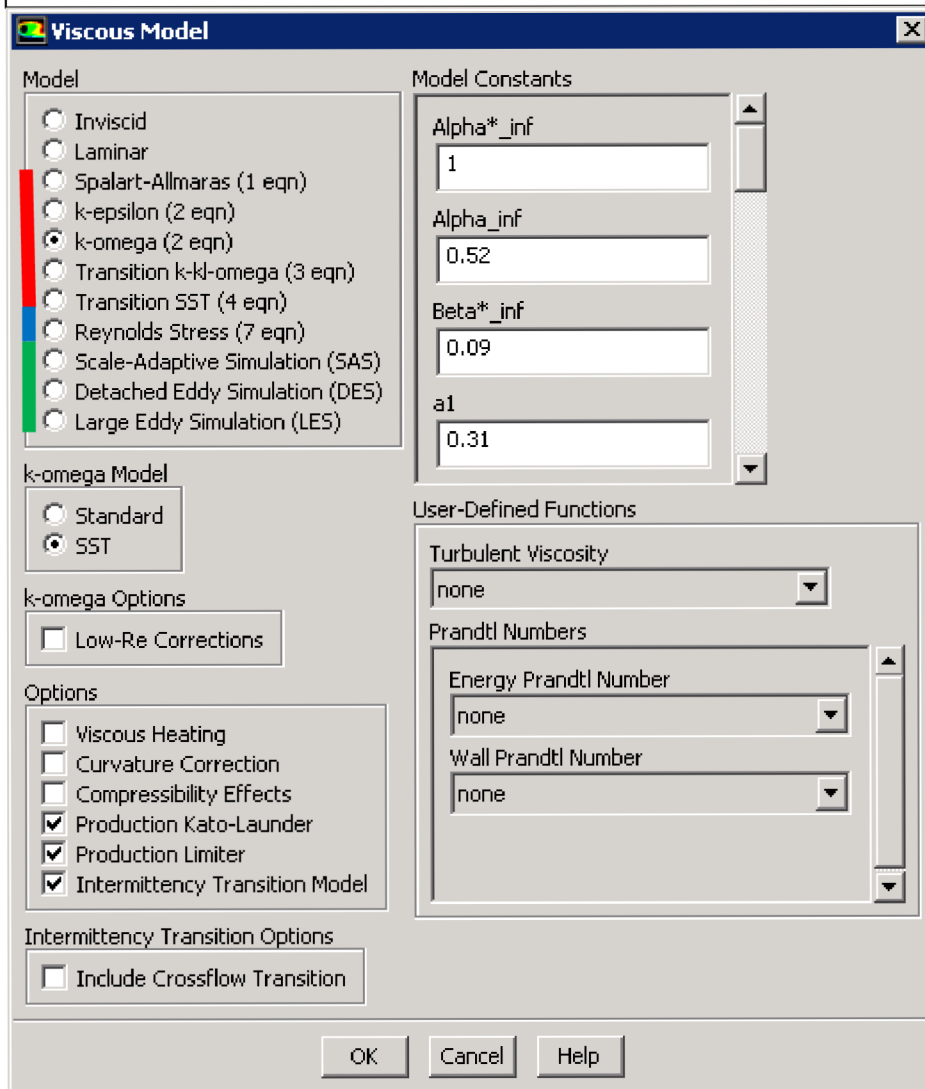 Viscous Model
Model
Inviscid
Laminar
Spalart-Allmaras (1 eqn)
k-epsilon (2 eqn)
k-omega (2 eqn)
Transition k-kl-omega (3 eqn)
Transition SST (4 eqn)
Reynolds Stress (7 eqn)
Scale-Adaptive Simulation (SAS)
Detached Eddy Simulation (DES)
Large Eddy Simulation (LES)
k-omega Model
Standard
SST
k-omega Options
Low-Re Corrections
Options
Viscous Heating
Curvature Correction
Compressibility Effects
Production Kato-Launder
Production Limiter
Intermittency Transition Model
Intermittency Transition Options
Include Crossflow Transition
Model Constants
Alpha*_inf
1
Alpha_inf
0.52
Beta*_inf
0.09
a1
0.31
User-Defined Functions
Turbulent Viscosity
none
Prandtl Numbers
Energy Prandtl Number
none
Wall Prandtl Number
none
OK
Cancel
Help